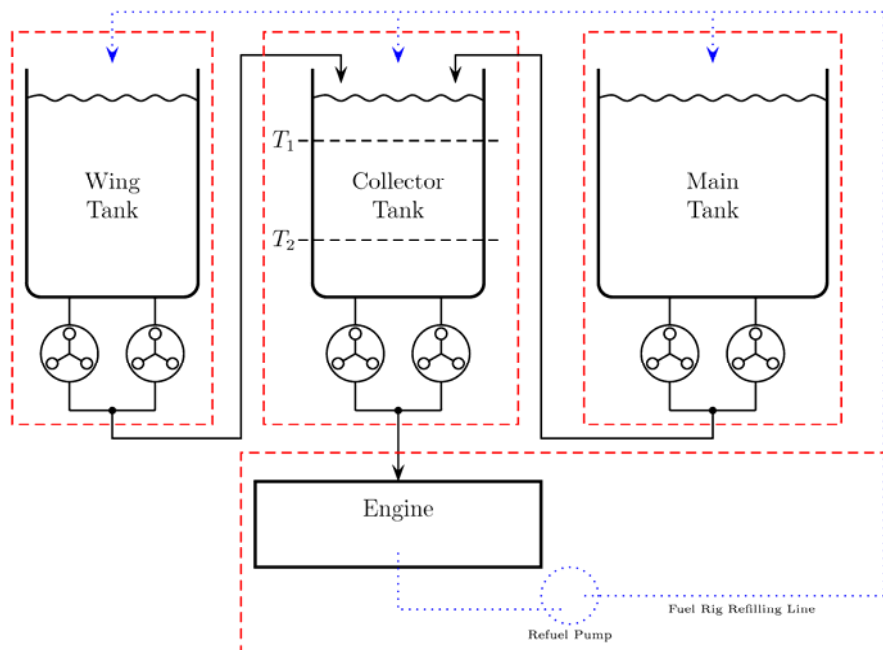 T1
Wing
Tank
Collector
Tank
Main
Tank
T2
Engine
Fuel Rig Refilling Line
Refuel Pump